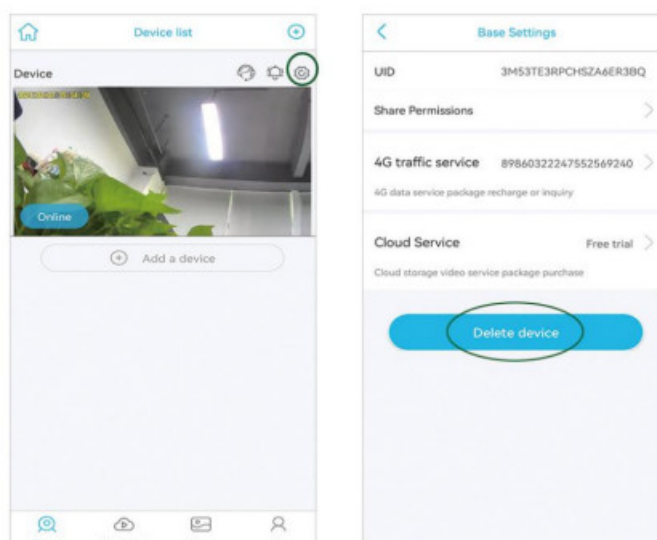 Device list
Device
Online
Add a device
Base Settings
UID 3M53TE3RPCHSZA6ER3BQ
Share Permissions
4G traffic service 89860322247552569240
4G data service package recharge or inquiry
Cloud Service Free trial
Cloud storage video service package purchase
Delete device